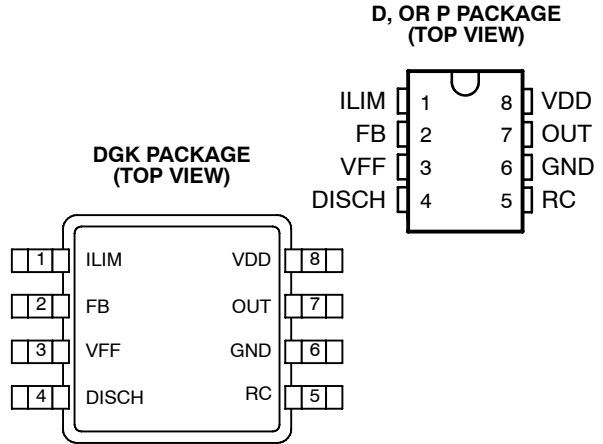 D, OR P PACKAGE
(TOP VIEW)
ILIM 1 8 VDD
FB 2 7 OUT
VFF 3 6 GND
DISCH 4 5 RC
DGK PACKAGE
(TOP VIEW)
1 ILIM VDD 8
2 FB OUT 7
3 VFF GND 6
4 DISCH RC 5